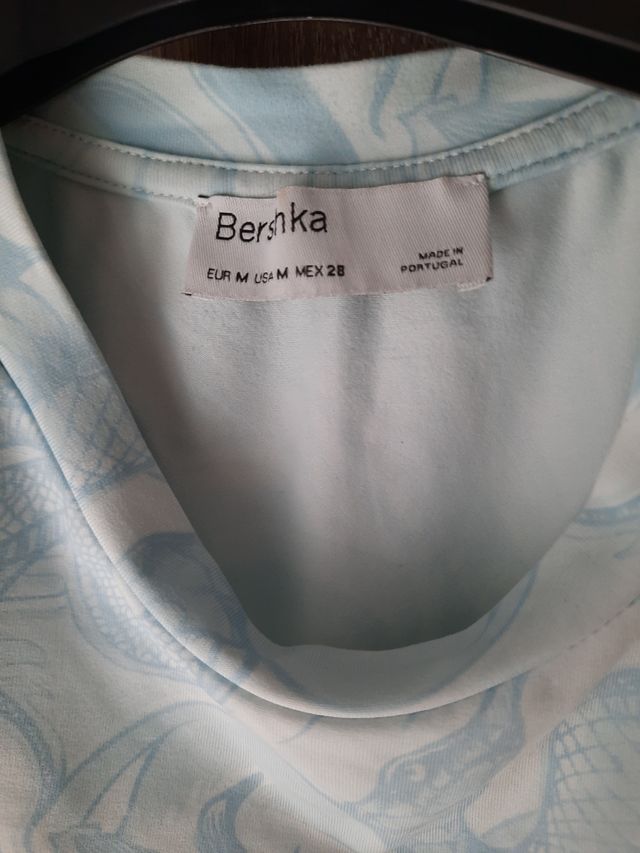 Bershka
EUR M USA M MEX 28
MADE IN
PORTUGAL